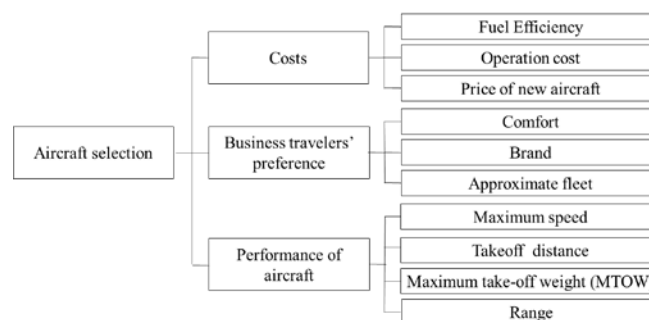 Fuel Efficiency
Costs
Operation cost
Price of new aircraft
Comfort
Aircraft selection
Business travelers'
preference
Brand
Approximate fleet
Maximum speed
Performance of
aircraft
Takeoff distance
Maximum take-off weight (MTOW
Range